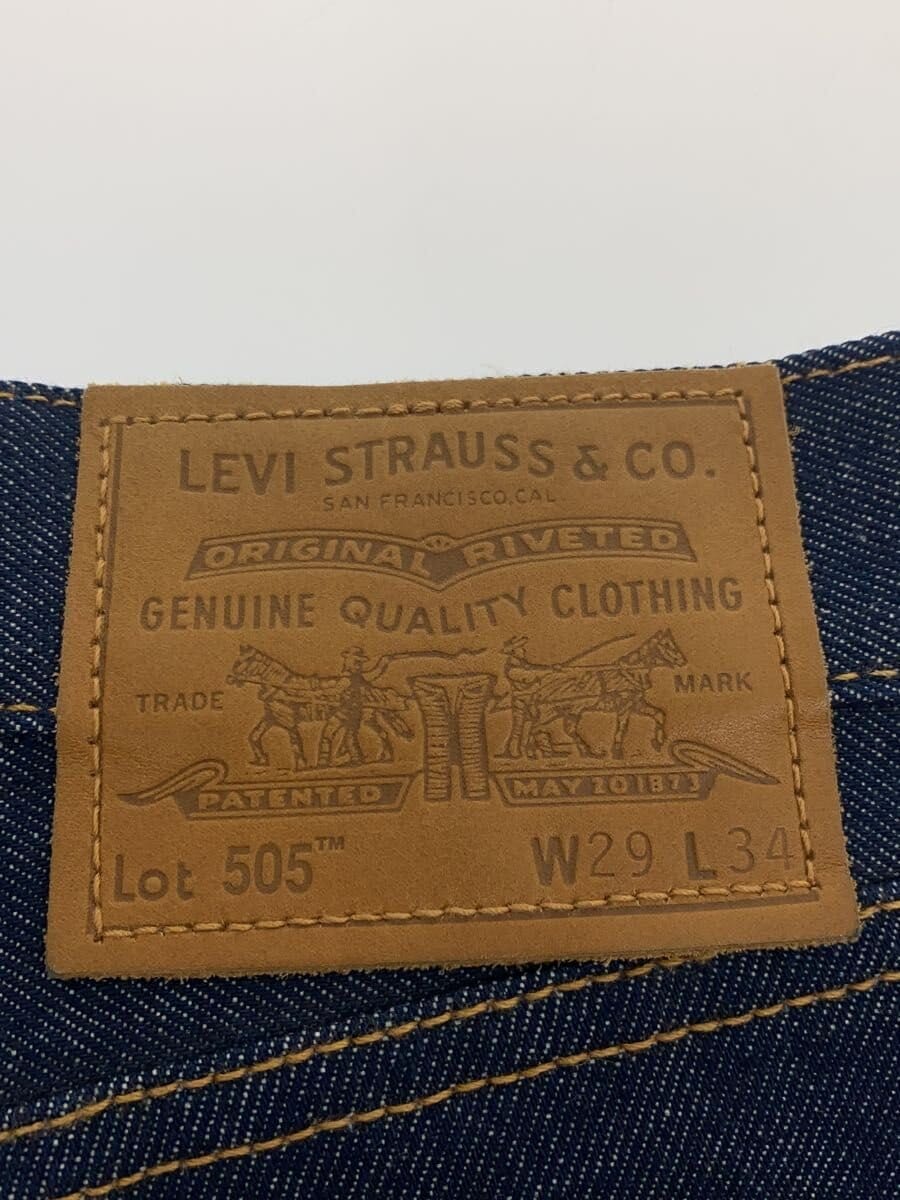 LEVI STRAUSS & CO.
SAN FRANCISCO, CAL.
ORIGINAL RIVETED
GENUINE QUALITY CLOTHING
TRADE MARK
PATENTED MAY 20 1873
Lot 505™ W29 L34